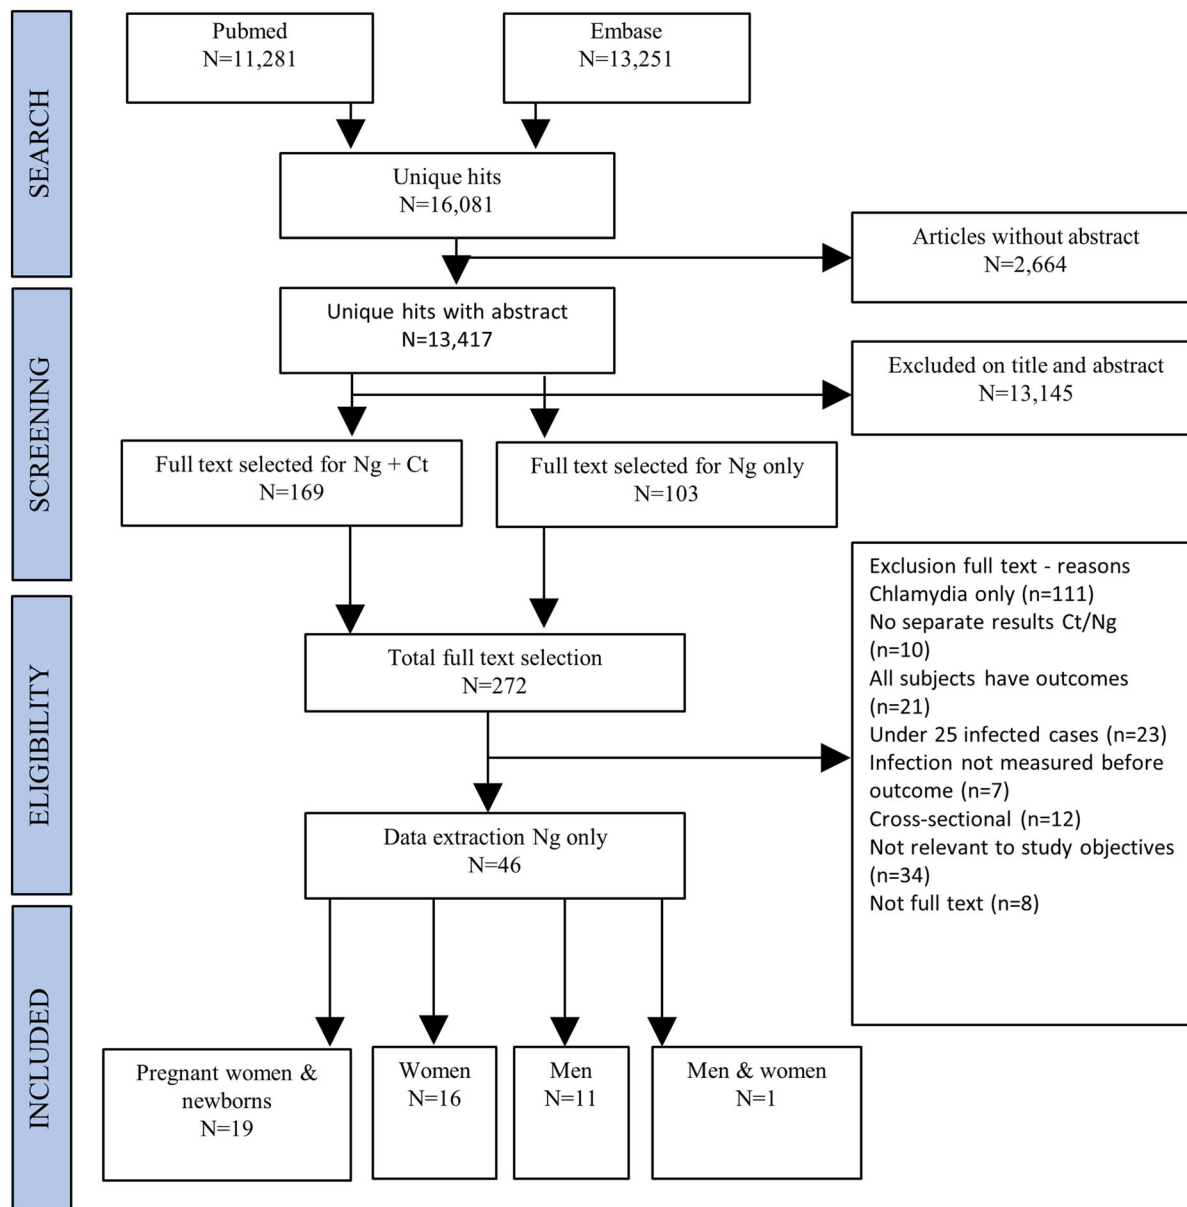 SEARCH
Pubmed
N=11,281
Embase
N=13,251
Unique hits
N=16,081
Articles without abstract
N=2,664
SCREENING
Unique hits with abstract
N=13,417
Excluded on title and abstract
N=13,145
Full text selected for Ng + Ct
N=169
Full text selected for Ng only
N=103
ELIGIBILITY
Total full text selection
N=272
Exclusion full text - reasons
Chlamydia only (n=111)
No separate results Ct/Ng
(n=10)
All subjects have outcomes
(n=21)
Under 25 infected cases (n=23)
Infection not measured before
outcome (n=7)
Cross-sectional (n=12)
Not relevant to study objectives
(n=34)
Not full text (n=8)
Data extraction Ng only
N=46
INCLUDED
Pregnant women &
newborns
N=19
Women
N=16
Men
N=11
Men & women
N=1